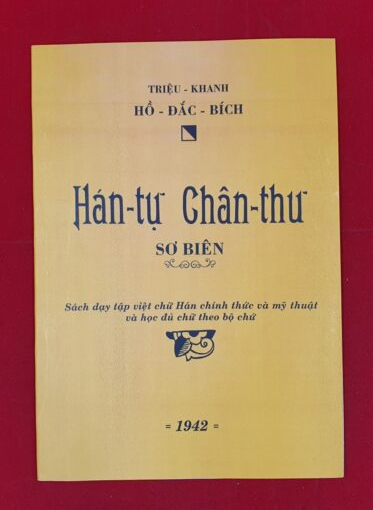 TRIỆU - KHANH
HỒ - ĐẮC - BÍCH
Hán-tự Chân-thư
SƠ BIÊN
Sách dạy tập việt chữ Hán chính thức và mỹ thuật
và học đủ chữ theo bộ chữ
= 1942 =